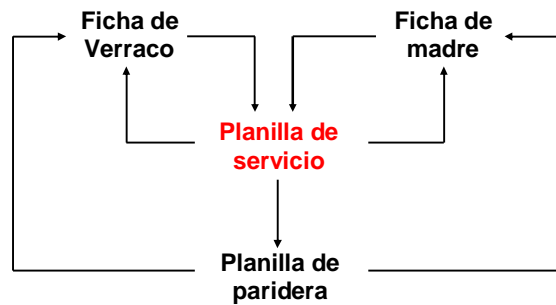 Ficha de
Verraco
Ficha de
madre
Planilla de
servicio
Planilla de
paridera